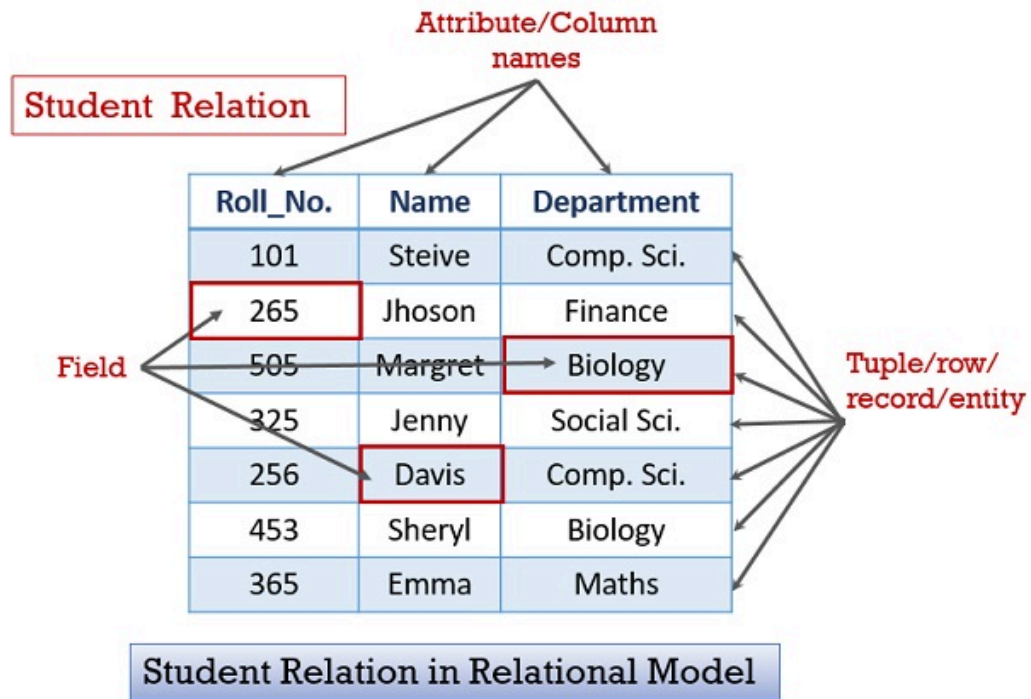 Attribute/Column
names
Student Relation
Roll_No. Name Department
101 Steive Comp. Sci.
265 Jhoson Finance
Field
505 Margret Biology
Tuple/row/
record/entity
325 Jenny Social Sci.
256 Davis Comp. Sci.
453 Sheryl Biology
365 Emma Maths
Student Relation in Relational Model